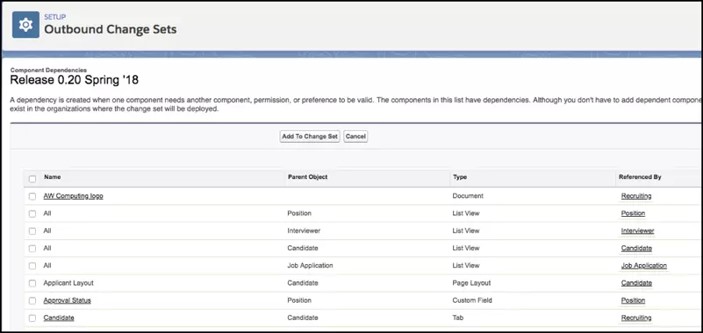 SETUP
Outbound Change Sets
Component Dependencies
Release 0.20 Spring '18
A dependency is created when one component needs another component, permission, or preference to be valid. The components in this list have dependencies. Although you don't have to add dependent compone
exist in the organizations where the change set will be deployed.
Add To Change Set Cancel
Name Parent Object Type Referenced By
AW Computing logo Document Recruiting
All Position List View Position
All Interviewer List View Interviewer
All Candidate List View Candidate
All Job Application List View Job Application
Applicant Layout Candidate Page Layout Candidate
Approval Status Position Custom Field Position
Candidate Candidate Tab Recruiting